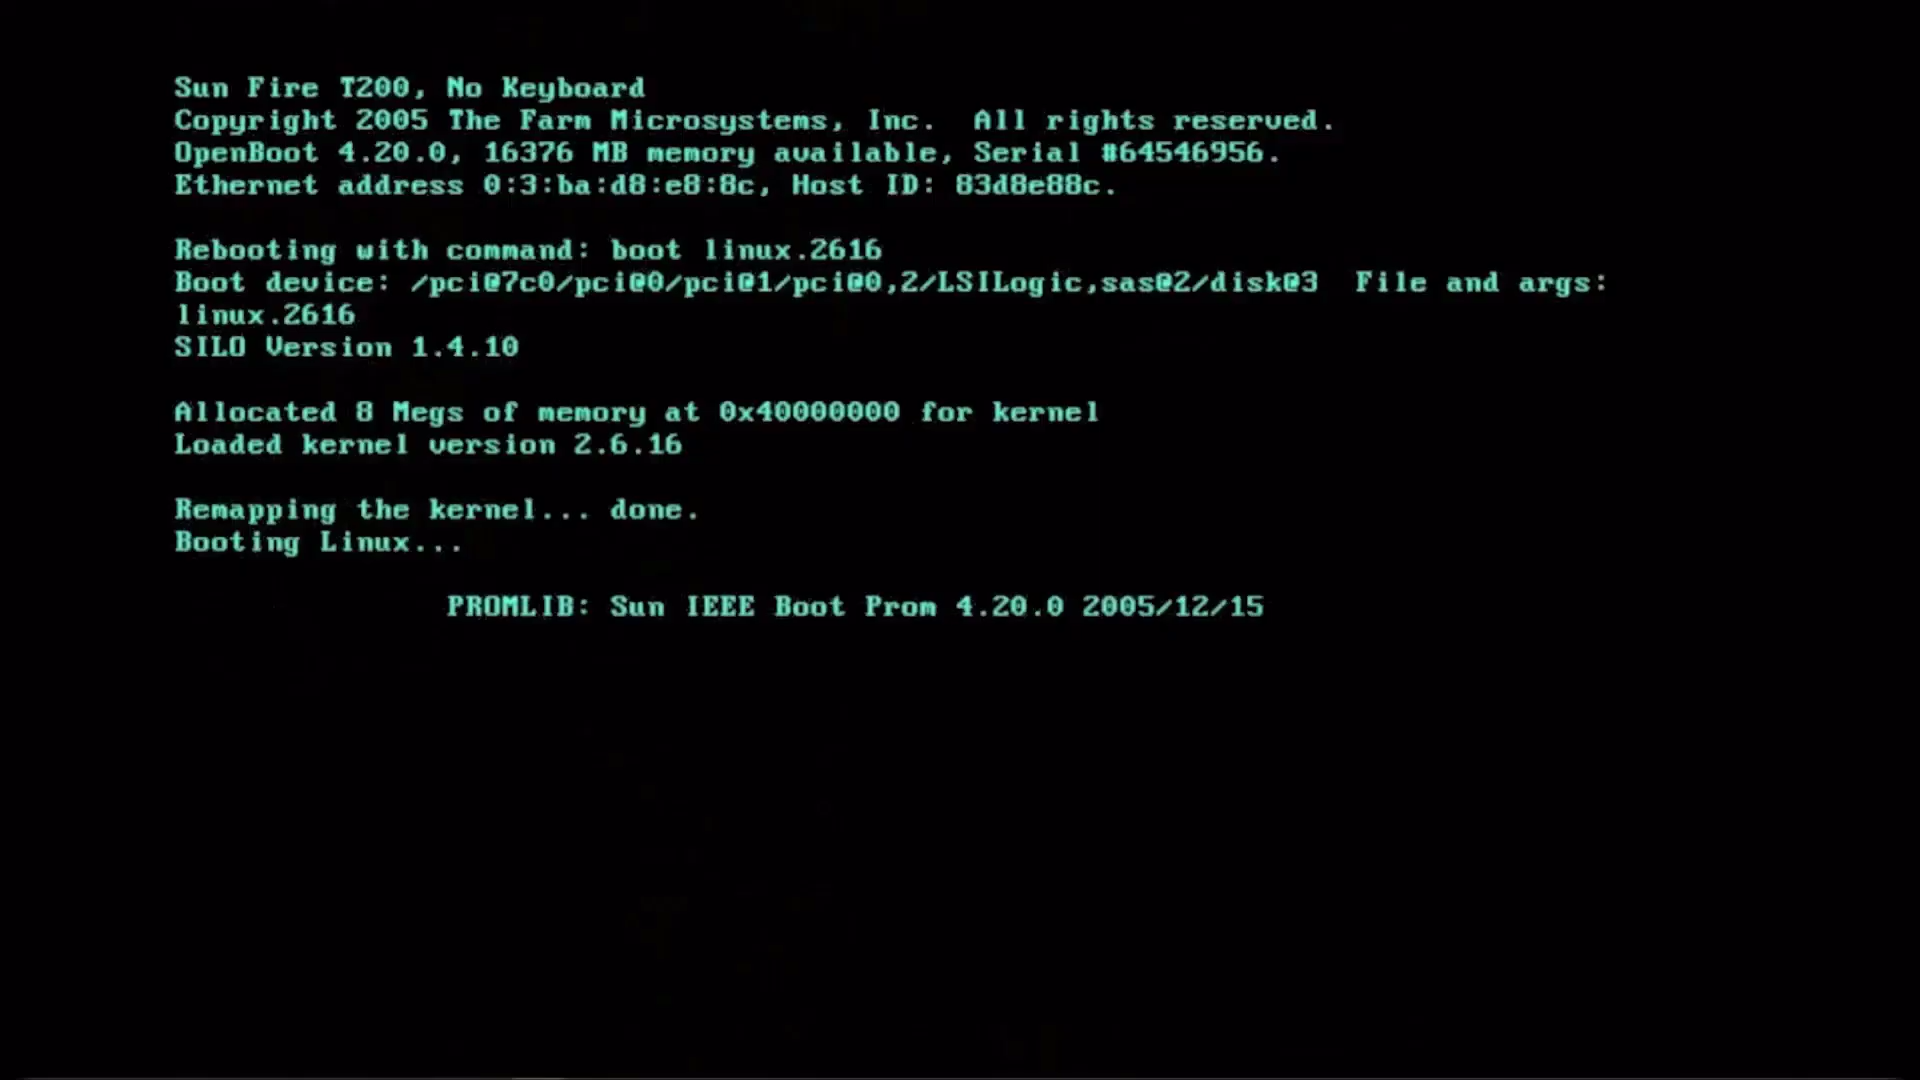 Sun Fire T200, No Keyboard
Copyright 2005 The Farm Microsystems, Inc.  All rights reserved.
OpenBoot 4.20.0, 16376 MB memory available, Serial #64546956.
Ethernet address 0:3:ba:d8:e8:8c, Host ID: 83d8e88c.
Rebooting with command: boot linux.2616
Boot device: /pci@7c0/pci@0/pci@1/pci@0,2/LSILogic,sas@2/disk@3  File and args:
linux.2616
SILO Version 1.4.10
Allocated 8 Megs of memory at 0x40000000 for kernel
Loaded kernel version 2.6.16
Remapping the kernel... done.
Booting Linux...
PROMLIB: Sun IEEE Boot Prom 4.20.0 2005/12/15